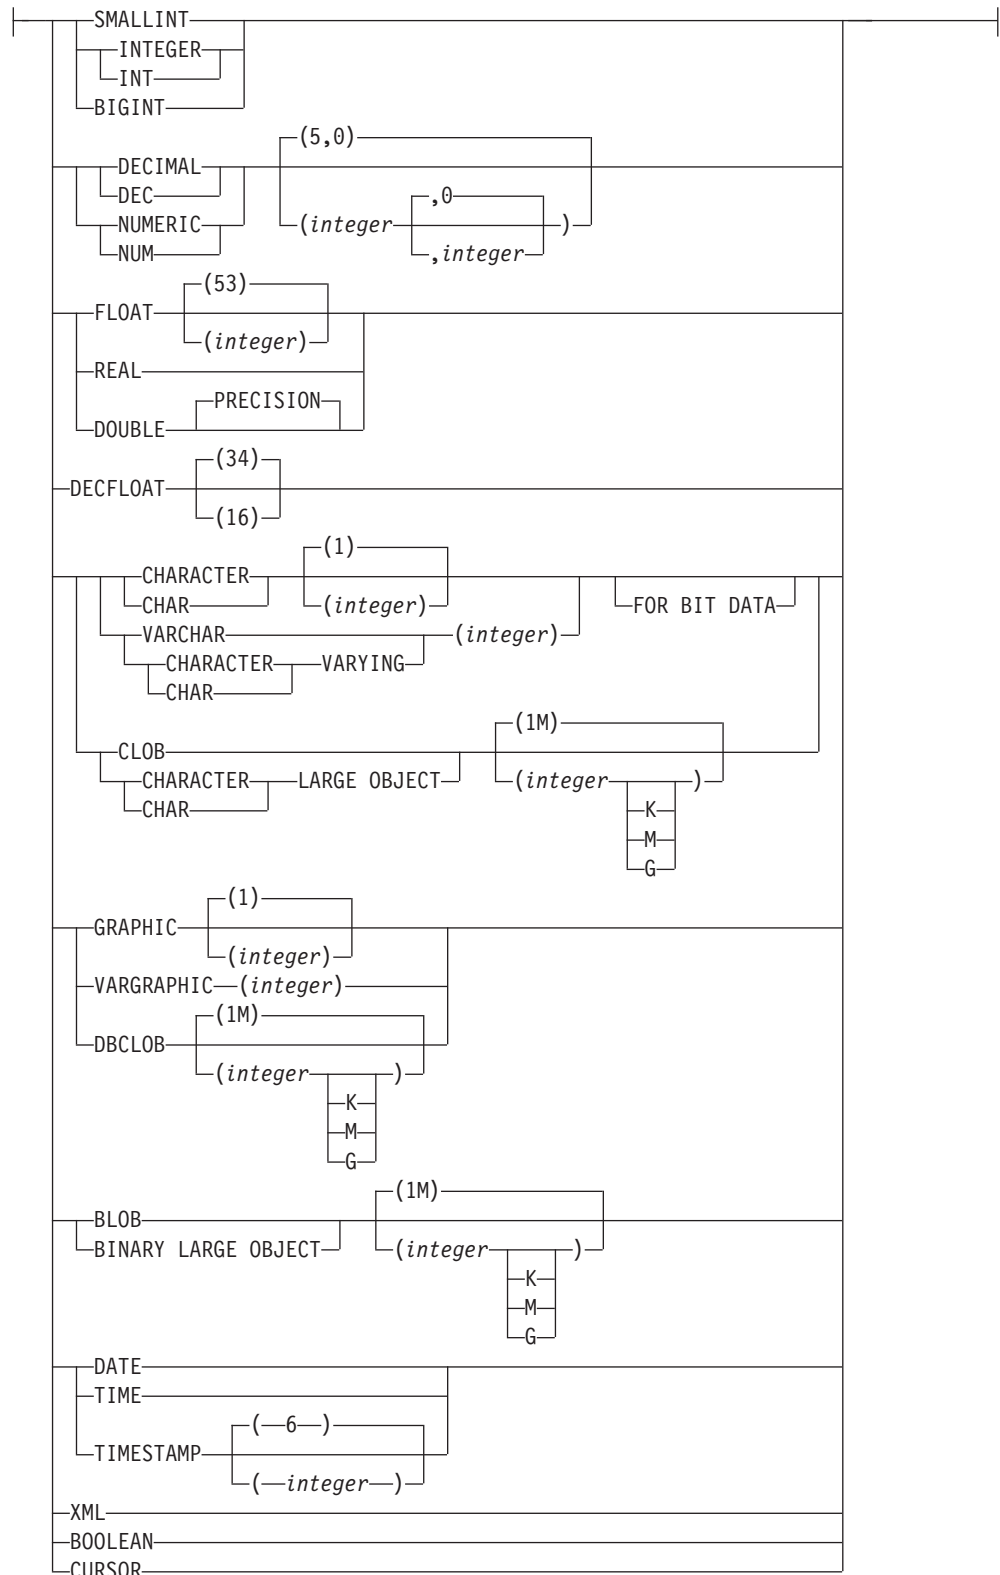 SMALLINT
INTEGER
INT
BIGINT
(5,0)
DECIMAL
DEC
,0
NUMERIC
(integer )
NUM
,integer
(53)
FLOAT
(integer)
REAL
PRECISION
DOUBLE
(34)
DECFLOAT
(16)
(1)
CHARACTER
CHAR
(integer)
FOR BIT DATA
VARCHAR
(integer)
CHARACTER
VARYING
CHAR
(1M)
CLOB
CHARACTER
LARGE OBJECT
(integer )
CHAR
K
M
G
(1)
GRAPHIC
(integer)
VARGRAPHIC (integer)
(1M)
DBCLOB
(integer )
K
M
G
(1M)
BLOB
BINARY LARGE OBJECT
(integer )
K
M
G
DATE
TIME
( 6 )
TIMESTAMP
( integer )
XML
BOOLEAN
CURSOR